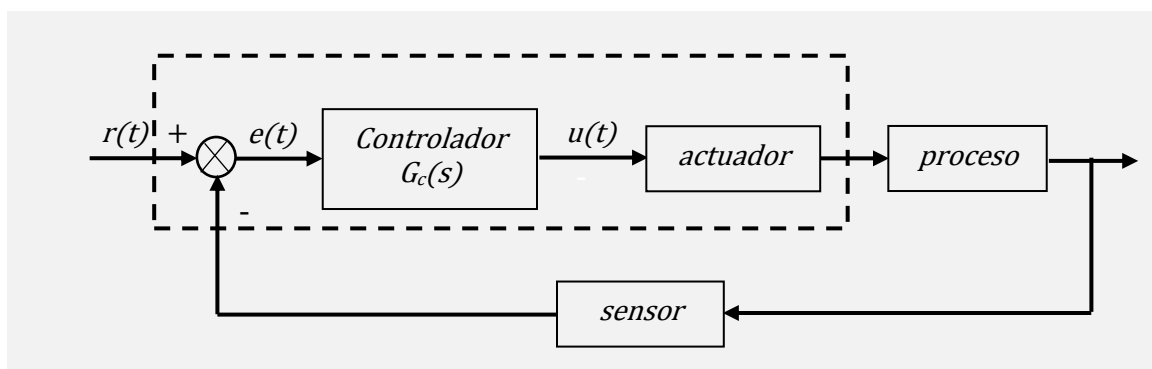 r(t) +
e(t)
Controlador
Gc(s)
u(t)
actuador
proceso
-
sensor